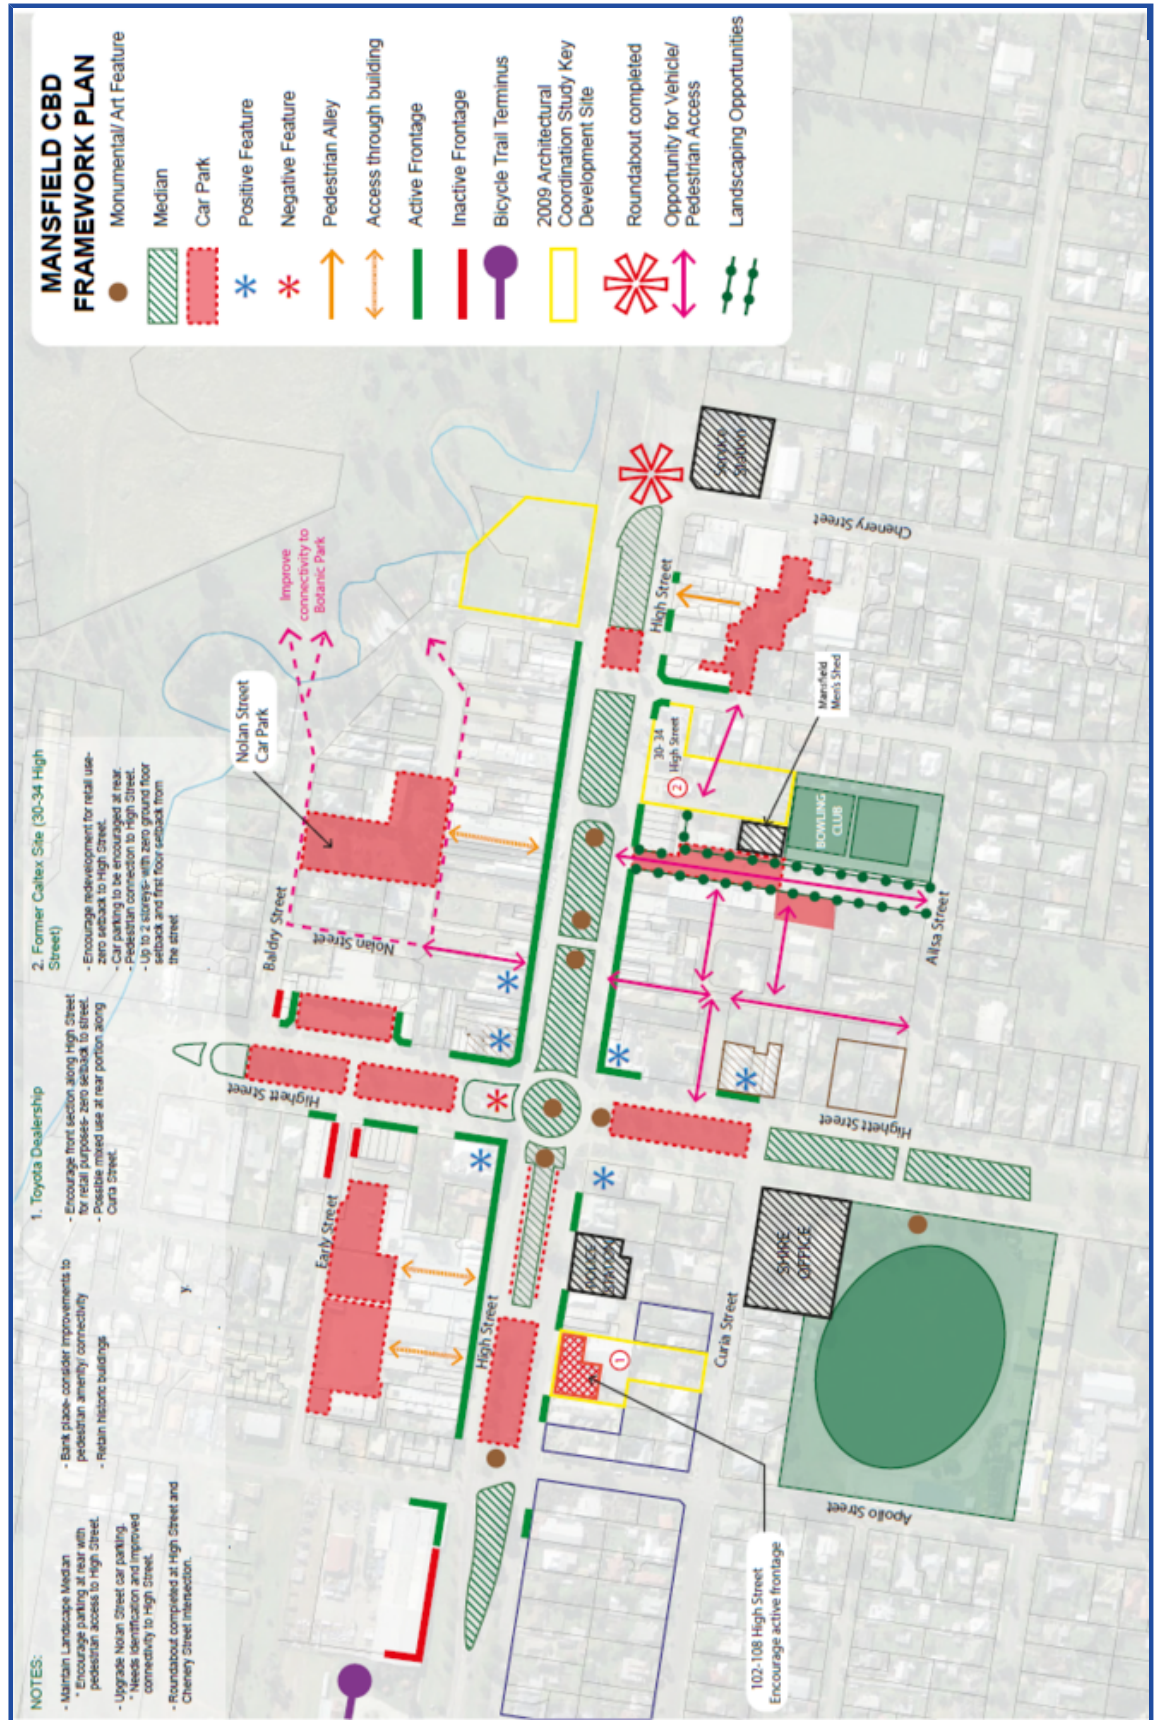 MANSFIELD CBD
FRAMEWORK PLAN
Monumental/ Art Feature
Median
Car Park
Positive Feature
Negative Feature
Pedestrian Alley
Access through building
Active Frontage
Inactive Frontage
Bicycle Trail Terminus
2009 Architectural
Coordination Study Key
Development Site
Roundabout completed
Opportunity for Vehicle/
Pedestrian Access
Landscaping Opportunities
NOTES:
- Maintain Landscape Median
* Encourage parking at rear with
pedestrian access to High Street.
- Upgrade Nolan Street car parking.
* Needs identification and improved
connectivity to High Street.
- Roundabout completed at High Street and
Chenery Street Intersection.
- Bank place- consider improvements to
pedestrian amenity/ connectivity
- Retain historic buildings
y.
1. Toyota Dealership
- Encourage front section along High Street
for retail purposes- zero setback to street.
- Possible mixed use at rear portion along
Curia Street.
2. Former Caltex Site (30-34 High
Street)
- Encourage redevelopment for retail use-
zero setback to High Street.
- Car parking to be encouraged at rear.
- Pedestrian connection to High Street.
- Up to 2 storeys- with zero ground floor
setback and first floor setback from
the street
Improve
connectivity to
Botanic Park
Nolan Street
Car Park
Baldry Street
Nolan Street
Highett Street
Early Street
High Street
High Street
Chenery Street
30- 34
High Street
2
Mansfield
Men's Shed
BOWLING
CLUB
Ailsa Street
Highett Street
POLICE
STATION
SHIRE
OFFICE
1
Curia Street
Apollo Street
102-108 High Street
Encourage active frontage